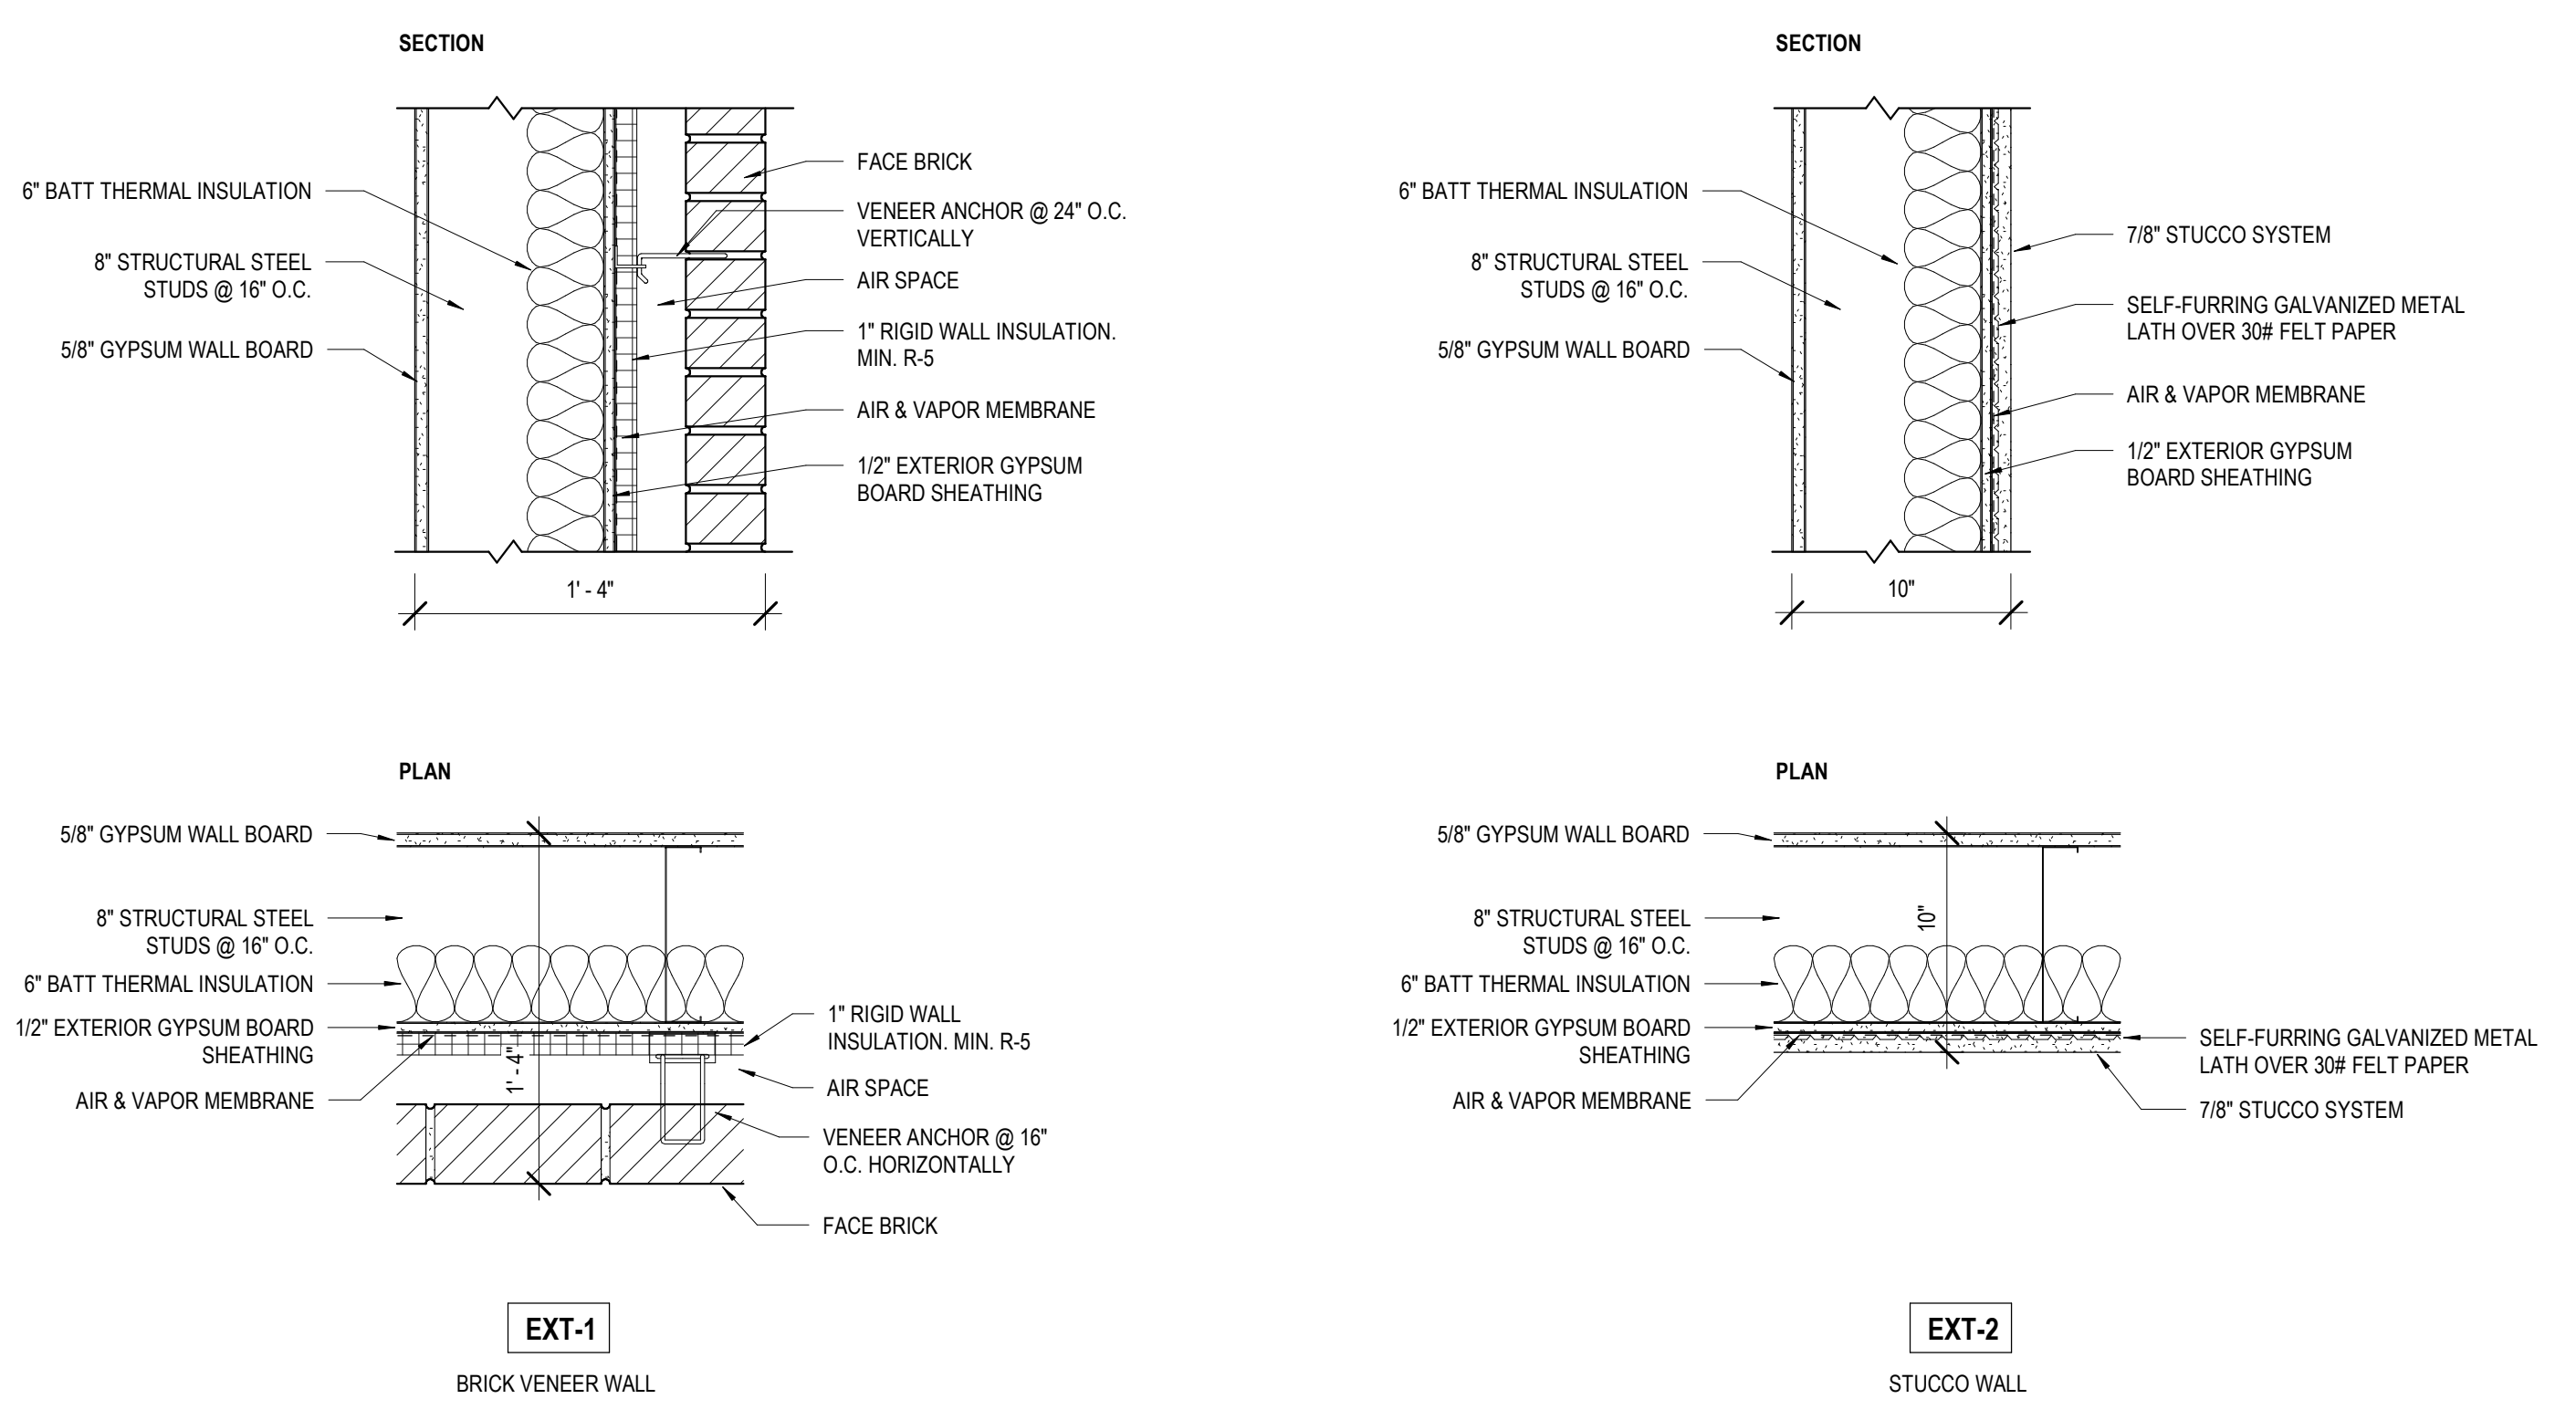 SECTION
6" BATT THERMAL INSULATION
8" STRUCTURAL STEEL
STUDS @ 16" O.C.
5/8" GYPSUM WALL BOARD
FACE BRICK
VENEER ANCHOR @ 24" O.C.
VERTICALLY
AIR SPACE
1" RIGID WALL INSULATION.
MIN. R-5
AIR & VAPOR MEMBRANE
1/2" EXTERIOR GYPSUM
BOARD SHEATHING
1' - 4"
PLAN
5/8" GYPSUM WALL BOARD
8" STRUCTURAL STEEL
STUDS @ 16" O.C.
6" BATT THERMAL INSULATION
1/2" EXTERIOR GYPSUM BOARD
SHEATHING
AIR & VAPOR MEMBRANE
1' - 4"
1" RIGID WALL
INSULATION. MIN. R-5
AIR SPACE
VENEER ANCHOR @ 16"
O.C. HORIZONTALLY
FACE BRICK
EXT-1
BRICK VENEER WALL
SECTION
6" BATT THERMAL INSULATION
8" STRUCTURAL STEEL
STUDS @ 16" O.C.
5/8" GYPSUM WALL BOARD
7/8" STUCCO SYSTEM
SELF-FURRING GALVANIZED METAL
LATH OVER 30# FELT PAPER
AIR & VAPOR MEMBRANE
1/2" EXTERIOR GYPSUM
BOARD SHEATHING
10"
PLAN
5/8" GYPSUM WALL BOARD
8" STRUCTURAL STEEL
STUDS @ 16" O.C.
6" BATT THERMAL INSULATION
1/2" EXTERIOR GYPSUM BOARD
SHEATHING
AIR & VAPOR MEMBRANE
10"
SELF-FURRING GALVANIZED METAL
LATH OVER 30# FELT PAPER
7/8" STUCCO SYSTEM
EXT-2
STUCCO WALL